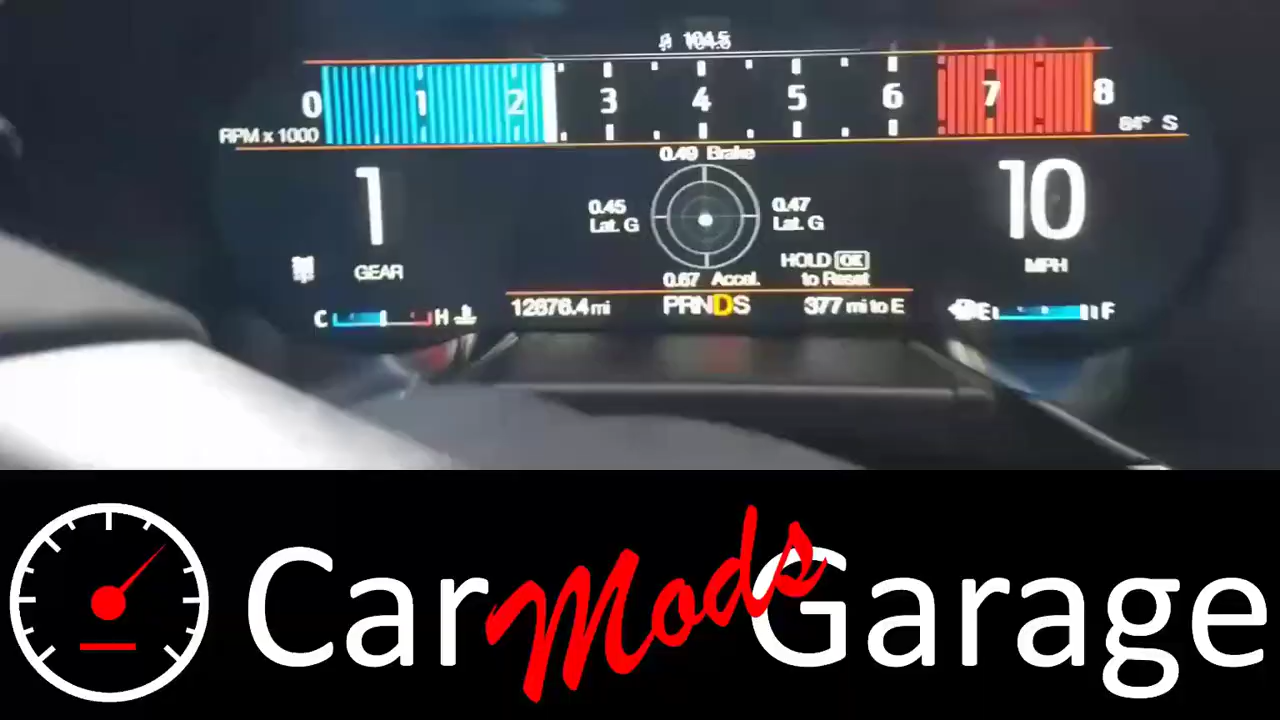 104.5
0 1 2 3 4 5 6 7 8
RPM x 1000
84° S
0.49 Brake
0.45 Lat. G
0.47 Lat. G
1
GEAR
10
MPH
HOLD OK to Reset
0.67 Accel.
C H
12676.4 mi
PRNDS
377 mi to E
E F
Car Mods Garage